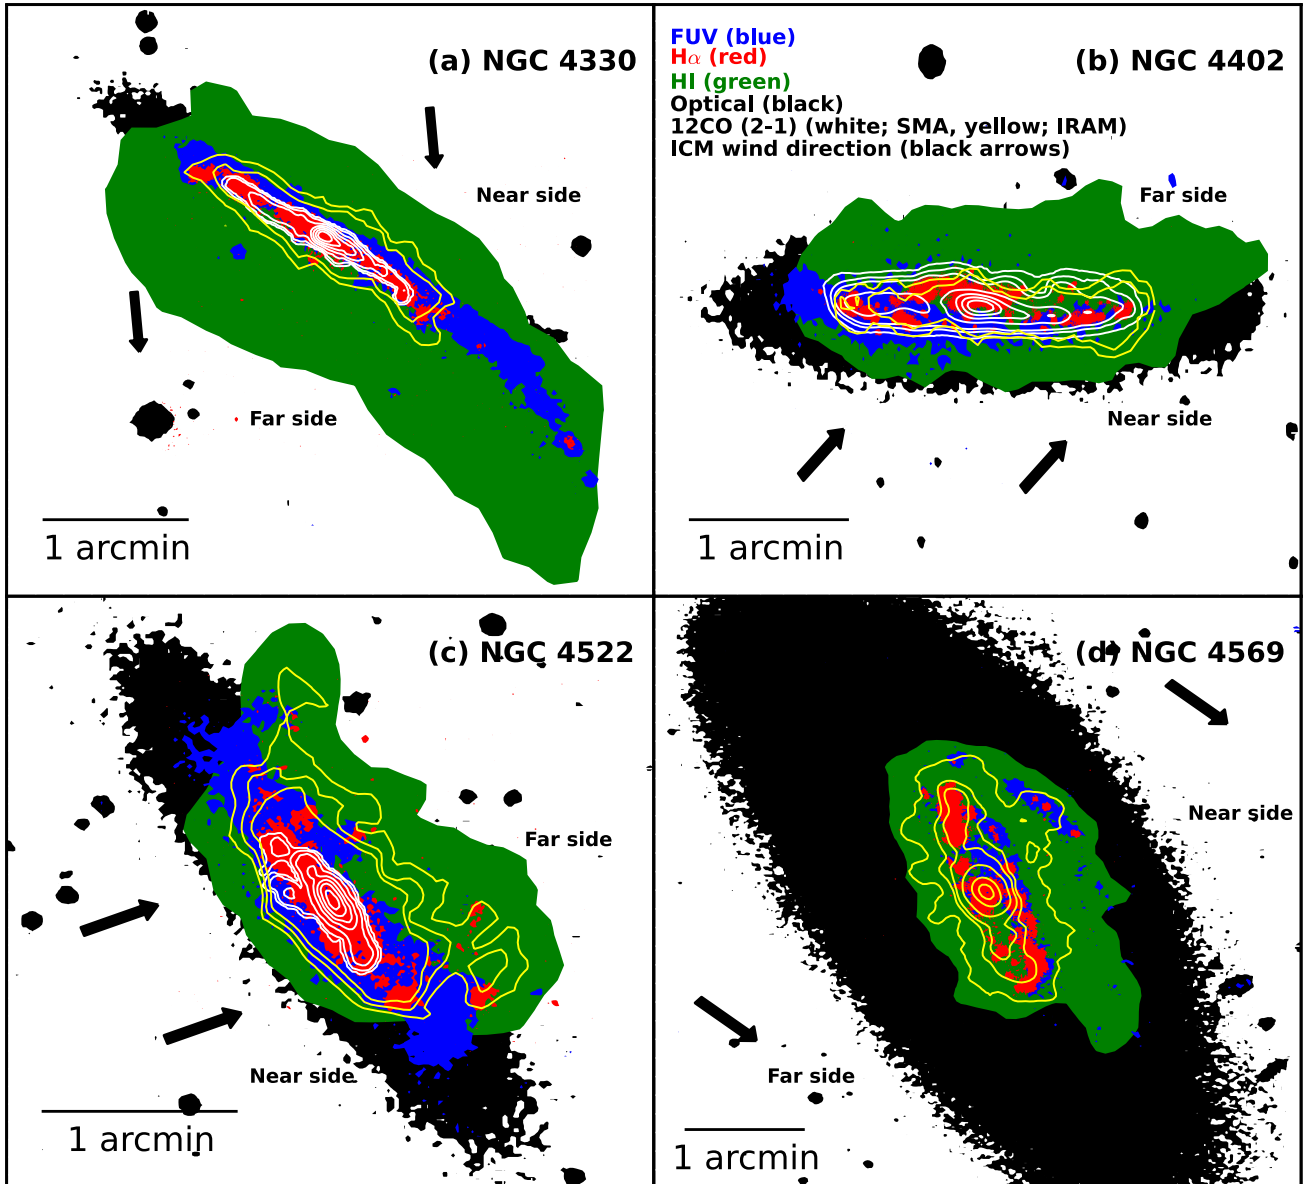 (a) NGC 4330
Near side
Far side
1 arcmin
FUV (blue)
Hα (red)
HI (green)
Optical (black)
12CO (2-1) (white; SMA, yellow; IRAM)
ICM wind direction (black arrows)
(b) NGC 4402
Far side
Near side
1 arcmin
(c) NGC 4522
Far side
Near side
1 arcmin
(d) NGC 4569
Near side
Far side
1 arcmin